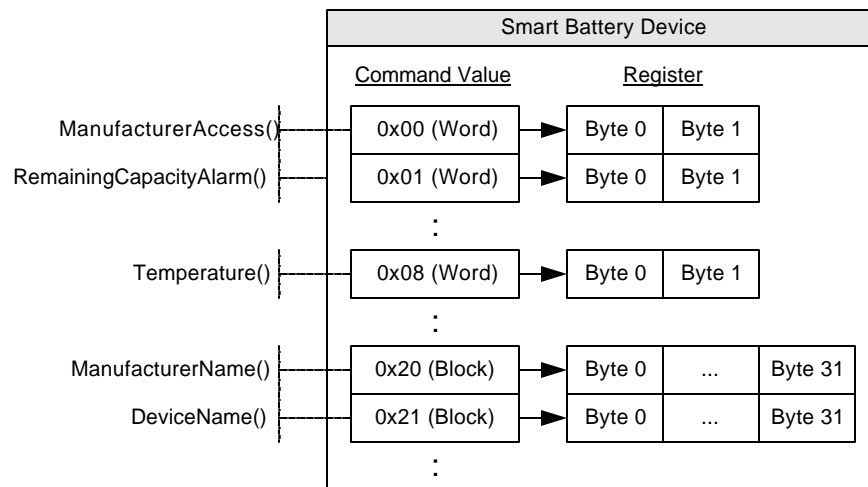 Smart Battery Device
Command Value Register
ManufacturerAccess() 0x00 (Word) Byte 0 Byte 1
RemainingCapacityAlarm() 0x01 (Word) Byte 0 Byte 1
:
Temperature() 0x08 (Word) Byte 0 Byte 1
:
ManufacturerName() 0x20 (Block) Byte 0 ... Byte 31
DeviceName() 0x21 (Block) Byte 0 ... Byte 31
: